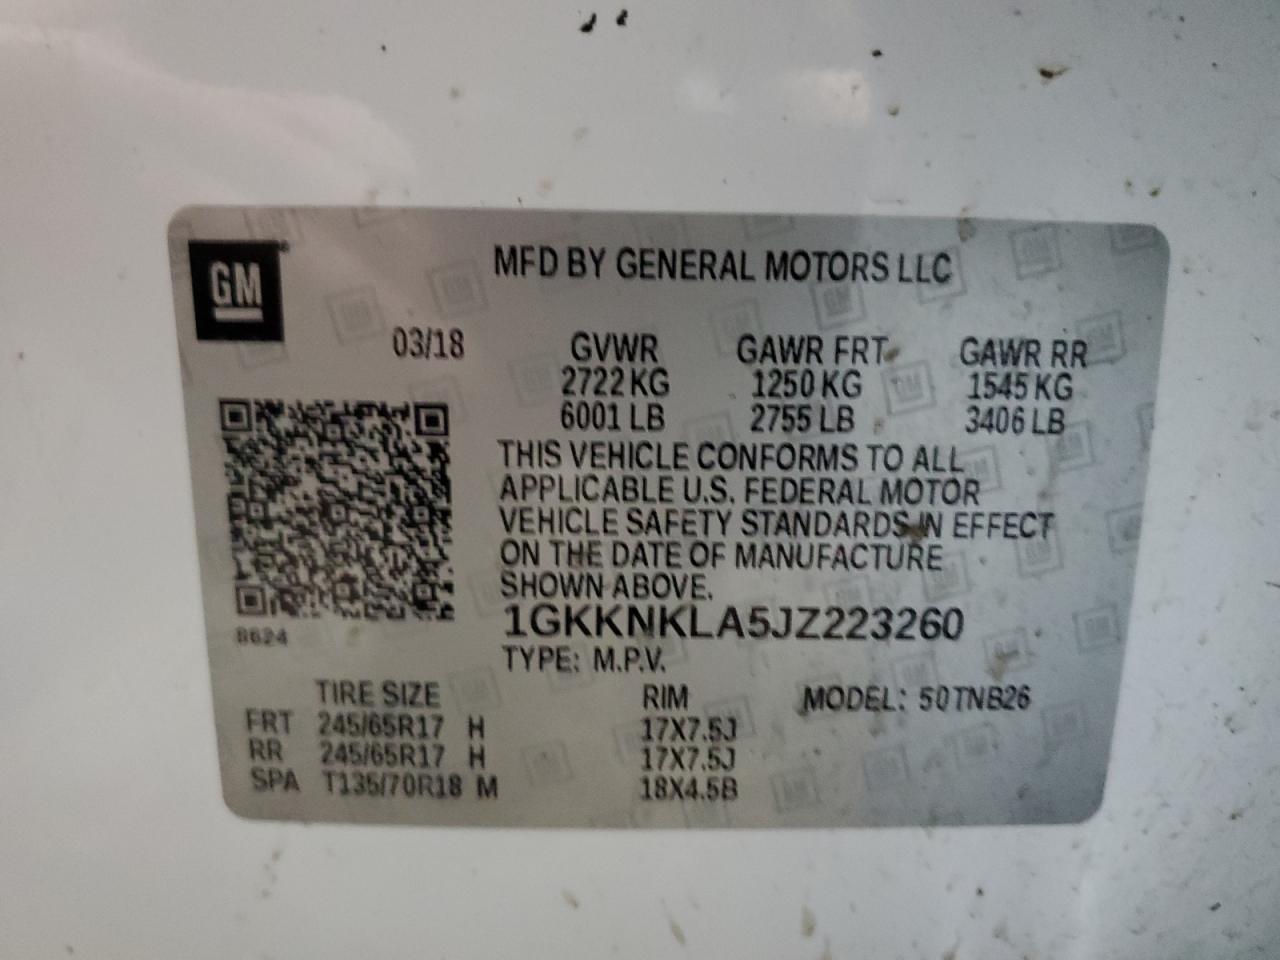 GM
MFD BY GENERAL MOTORS LLC
03/18 GVWR GAWR FRT GAWR RR
2722 KG 1250 KG 1545 KG
6001 LB 2755 LB 3406 LB
THIS VEHICLE CONFORMS TO ALL
APPLICABLE U.S. FEDERAL MOTOR
VEHICLE SAFETY STANDARDS IN EFFECT
ON THE DATE OF MANUFACTURE
SHOWN ABOVE.
1GKKNKLA5JZ223260
8624
TYPE: M.P.V.
TIRE SIZE RIM MODEL: 50TNB26
FRT 245/65R17 H 17X7.5J
RR 245/65R17 H 17X7.5J
SPA T135/70R18 M 18X4.5B